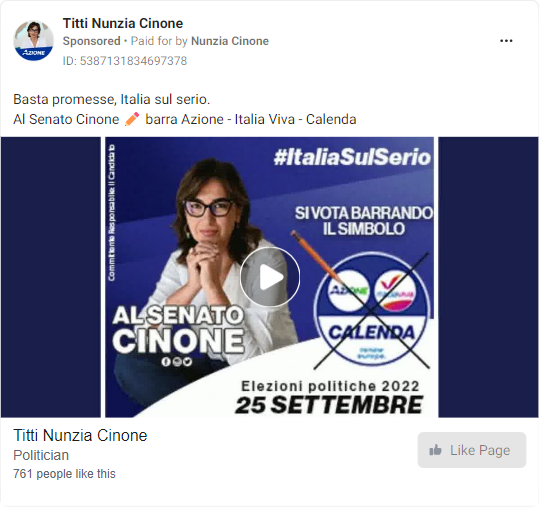 Titti Nunzia Cinone
Sponsored • Paid for by Nunzia Cinone
ID: 5387131834697378
AZIONE
Basta promesse, Italia sul serio.
Al Senato Cinone ✏️ barra Azione - Italia Viva - Calenda
Committente Responsabile: Il Candidato
#ItaliaSulSerio
SI VOTA BARRANDO
IL SIMBOLO
AZIONE
ITALIA VIVA
CALENDA
renew
europe.
AL SENATO
CINONE
Elezioni politiche 2022
25 SETTEMBRE
Titti Nunzia Cinone
Politician
761 people like this
Like Page